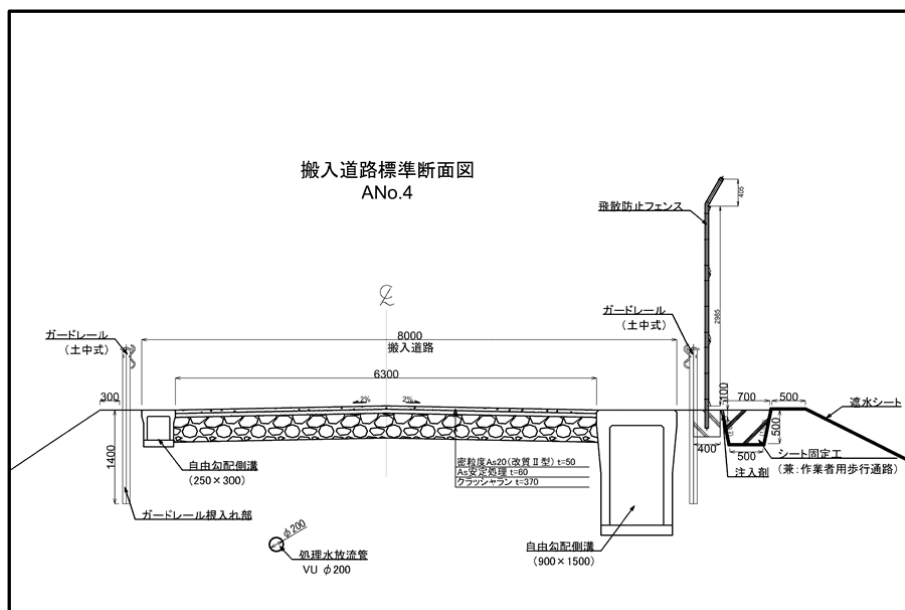 搬入道路標準断面図
ANo.4
405
飛散防止フェンス
2965
ガードレール
（土中式）
ガードレール
（土中式）
8000
搬入道路
6300
300
2%
2%
100
700
500
遮水シート
1400
400
500
500
自由勾配側溝
(250×300)
密粒度As20(改質Ⅱ型) t=50
As安定処理 t=60
クラッシャラン t=370
注入剤
シート固定工
(兼:作業者用歩行通路)
ガードレール根入れ部
φ200
処理水放流管
VU φ200
自由勾配側溝
(900×1500)